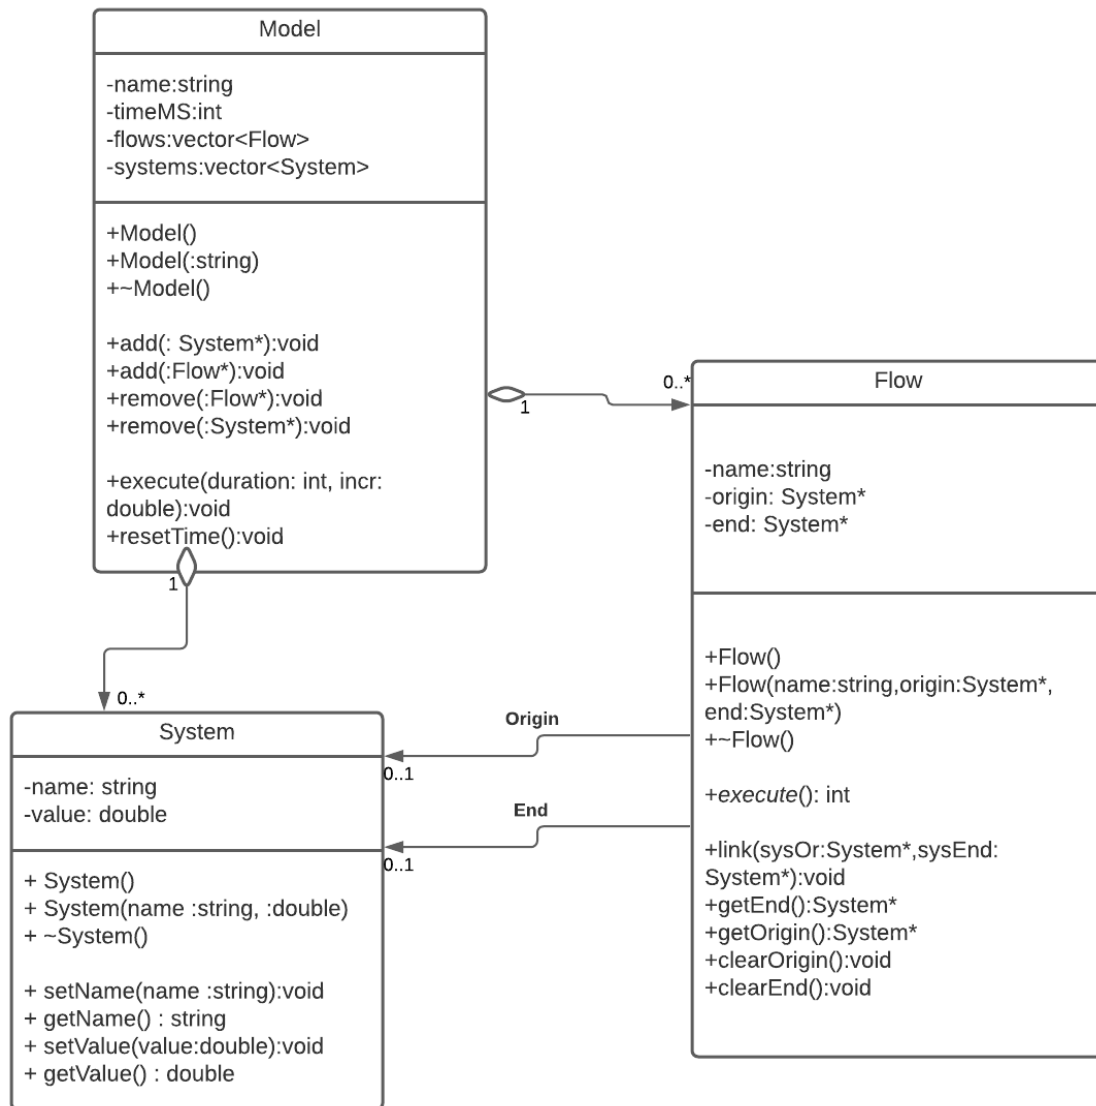 Model
-name:string
-timeMS:int
-flows:vector<Flow>
-systems:vector<System>
+Model()
+Model(:string)
+~Model()
+add(: System*):void
+add(:Flow*):void
+remove(:Flow*):void
+remove(:System*):void
+execute(duration: int, incr:
double):void
+resetTime():void
1
0..*
1
0..*
Flow
-name:string
-origin: System*
-end: System*
+Flow()
+Flow(name:string,origin:System*,
end:System*)
+~Flow()
+execute(): int
+link(sysOr:System*,sysEnd:
System*):void
+getEnd():System*
+getOrigin():System*
+clearOrigin():void
+clearEnd():void
Origin
0..1
End
0..1
System
-name: string
-value: double
+ System()
+ System(name :string, :double)
+ ~System()
+ setName(name :string):void
+ getName() : string
+ setValue(value:double):void
+ getValue() : double